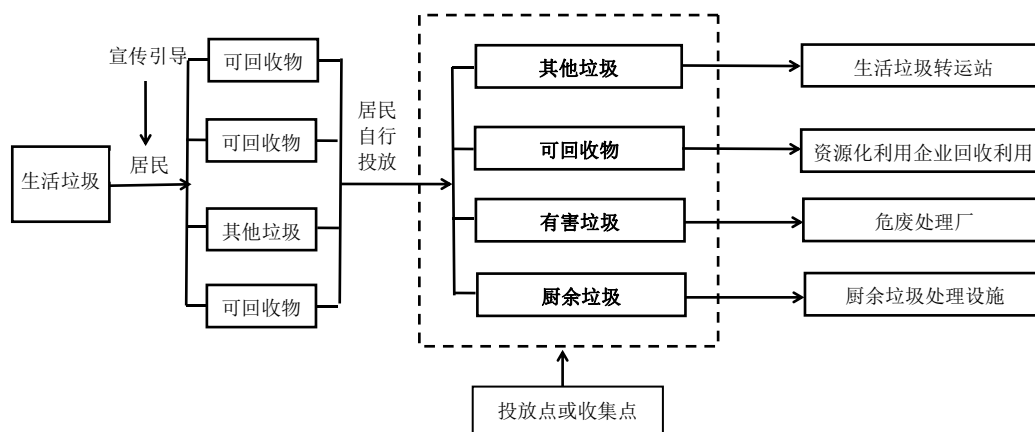 宣传引导
生活垃圾
居民
可回收物
可回收物
其他垃圾
可回收物
居民
自行
投放
其他垃圾
可回收物
有害垃圾
厨余垃圾
生活垃圾转运站
资源化利用企业回收利用
危废处理厂
厨余垃圾处理设施
投放点或收集点